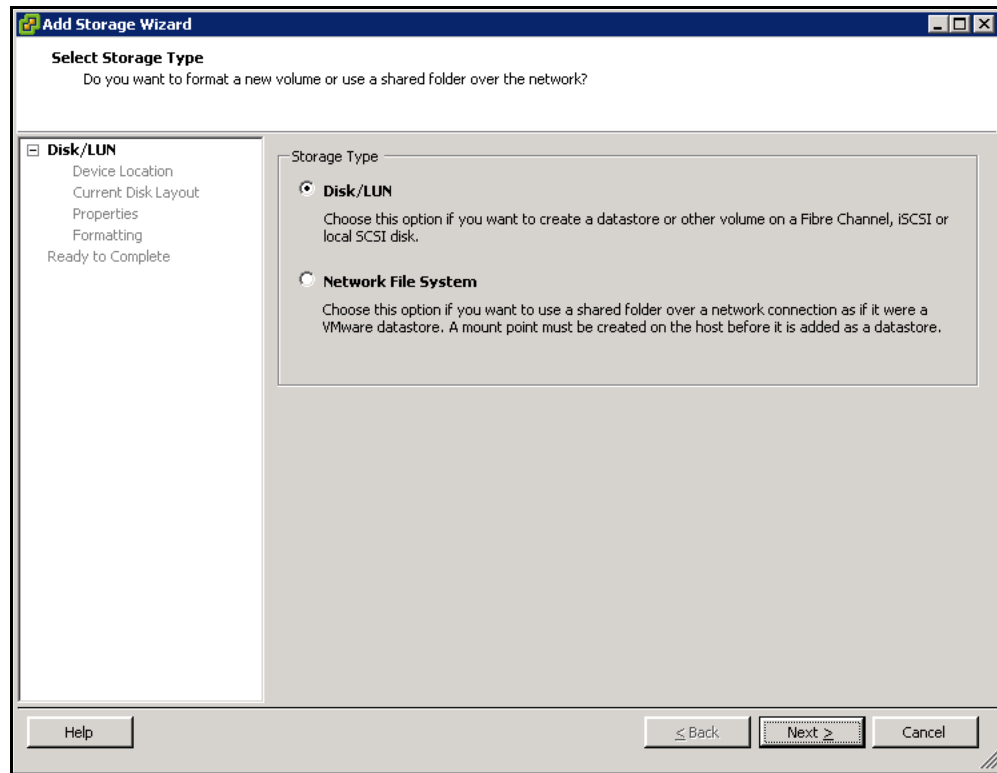 Add Storage Wizard
Select Storage Type
Do you want to format a new volume or use a shared folder over the network?
Disk/LUN
Device Location
Current Disk Layout
Properties
Formatting
Ready to Complete
Storage Type
Disk/LUN
Choose this option if you want to create a datastore or other volume on a Fibre Channel, iSCSI or
local SCSI disk.
Network File System
Choose this option if you want to use a shared folder over a network connection as if it were a
VMware datastore. A mount point must be created on the host before it is added as a datastore.
Help
< Back
Next >
Cancel